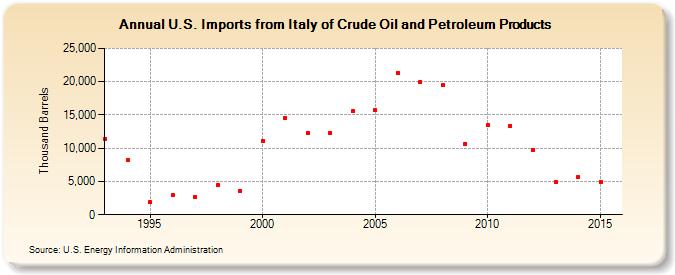 Annual U.S. Imports from Italy of Crude Oil and Petroleum Products
Thousand Barrels
25,000
20,000
15,000
10,000
5,000
0
1995 2000 2005 2010 2015
Source: U.S. Energy Information Administration